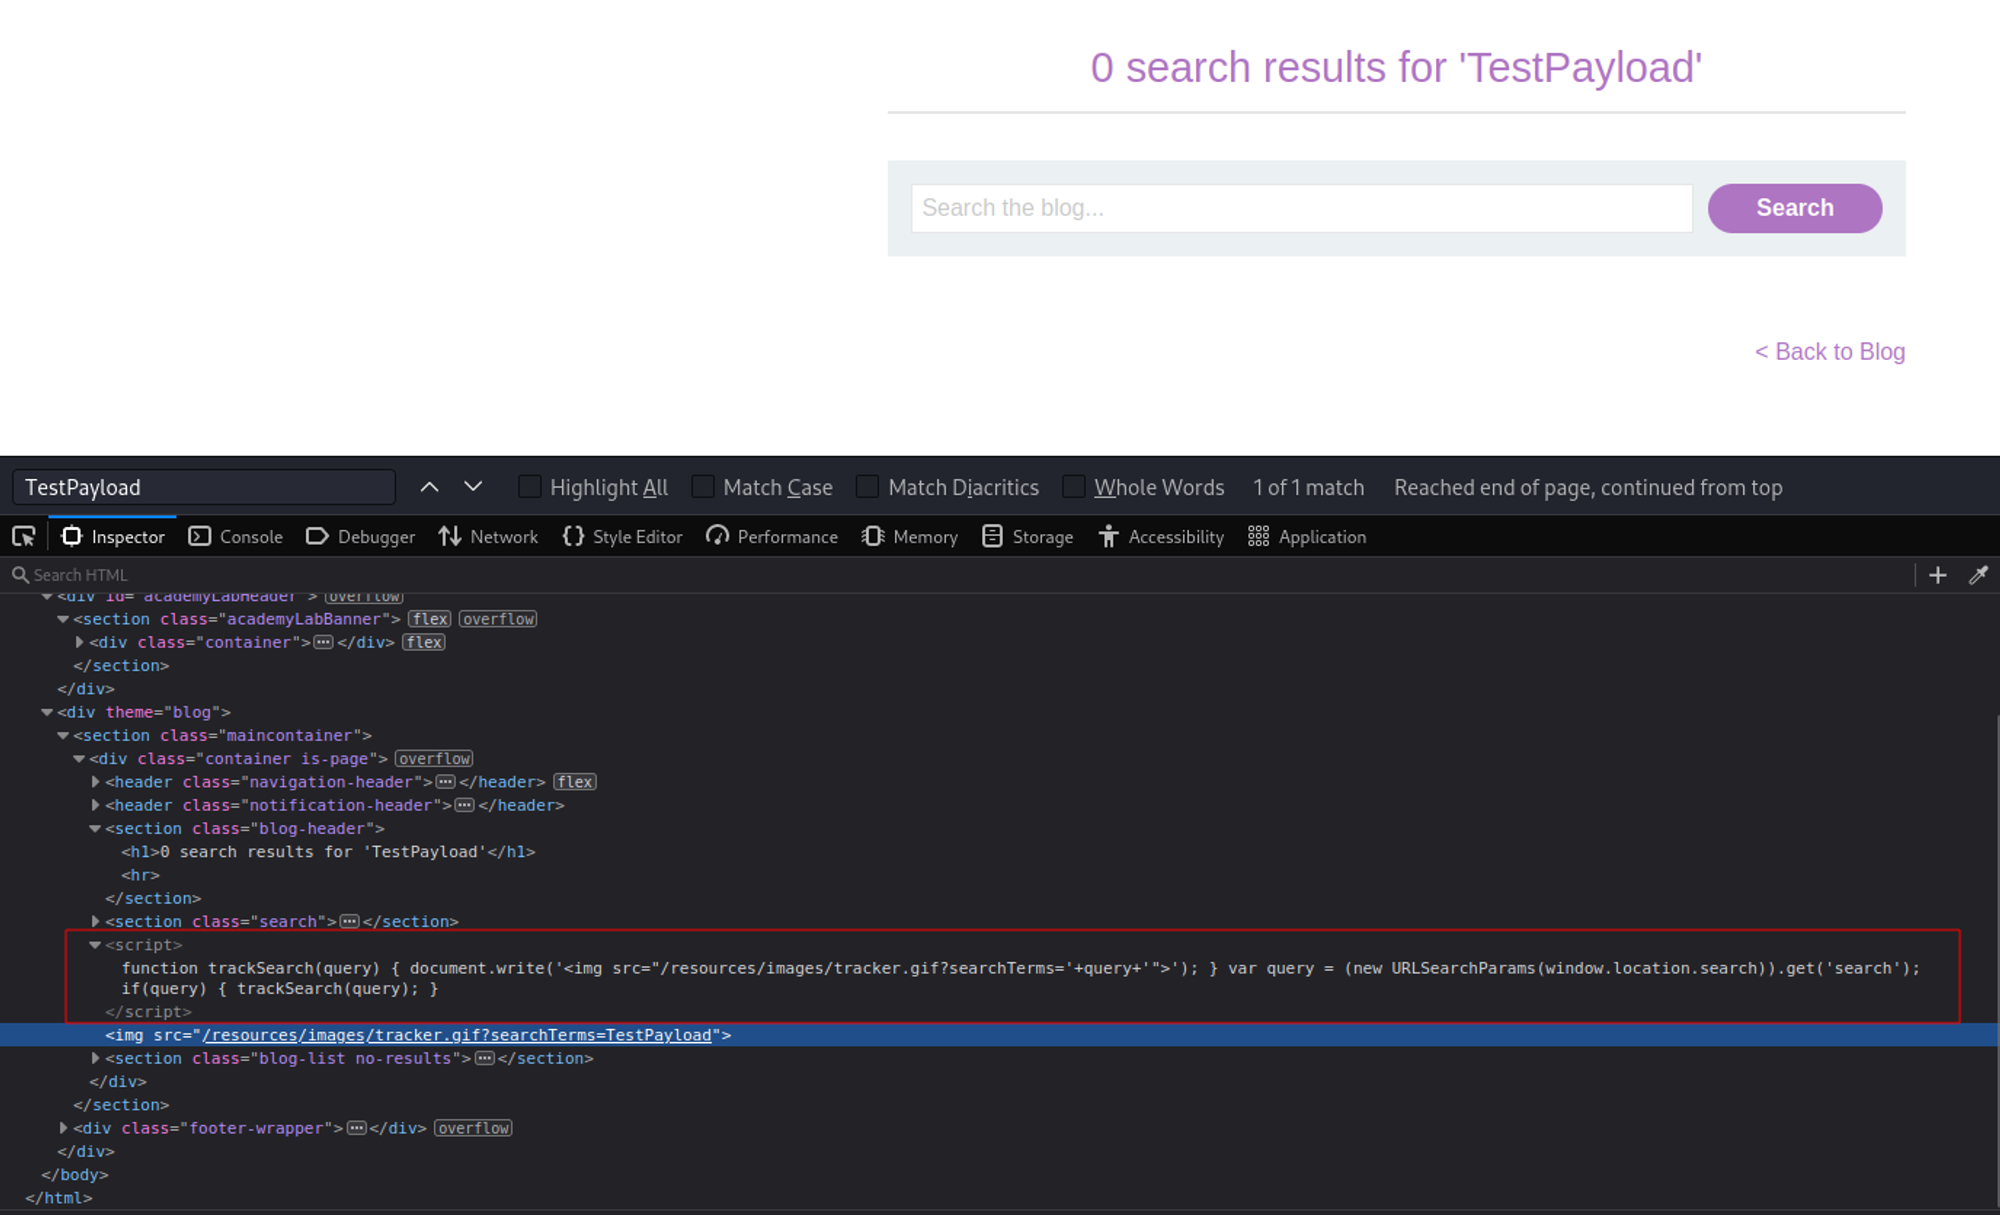 0 search results for 'TestPayload'
Search the blog...
Search
< Back to Blog
TestPayload
Highlight All
Match Case
Match Diacritics
Whole Words
1 of 1 match
Reached end of page, continued from top
Inspector
Console
Debugger
Network
Style Editor
Performance
Memory
Storage
Accessibility
Application
Search HTML
<div id="academyLabHeader"> overflow
<section class="academyLabBanner"> flex overflow
<div class="container">…</div> flex
</section>
</div>
<div theme="blog">
<section class="maincontainer">
<div class="container is-page"> overflow
<header class="navigation-header">…</header> flex
<header class="notification-header">…</header>
<section class="blog-header">
<h1>0 search results for 'TestPayload'</h1>
<hr>
</section>
<section class="search">…</section>
<script>
function trackSearch(query) { document.write('<img src="/resources/images/tracker.gif?searchTerms='+query+'">'); } var query = (new URLSearchParams(window.location.search)).get('search');
if(query) { trackSearch(query); }
</script>
<img src="/resources/images/tracker.gif?searchTerms=TestPayload">
<section class="blog-list no-results">…</section>
</div>
</section>
<div class="footer-wrapper">…</div> overflow
</div>
</body>
</html>